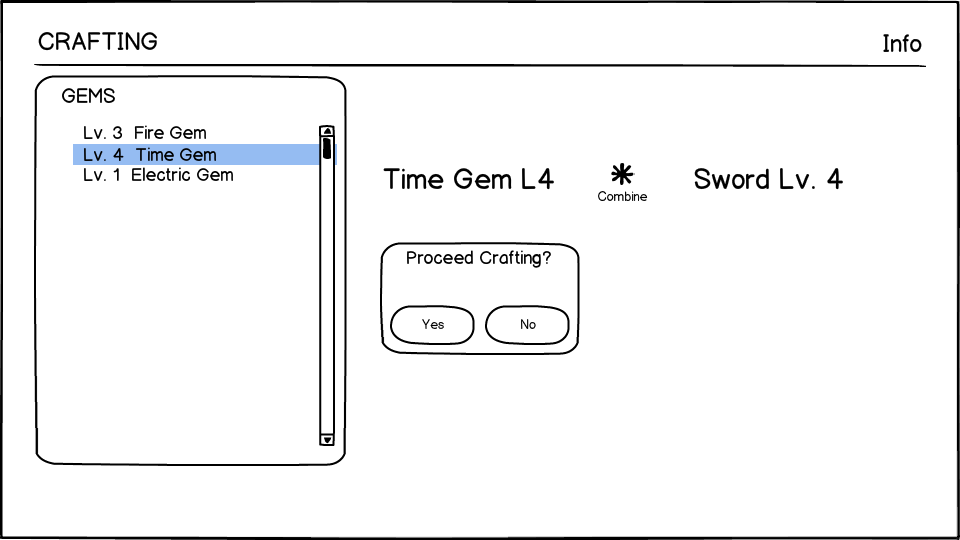 CRAFTING
Info
GEMS
Lv. 3 Fire Gem
Lv. 4 Time Gem
Lv. 1 Electric Gem
Time Gem L4
Combine
Sword Lv. 4
Proceed Crafting?
Yes
No